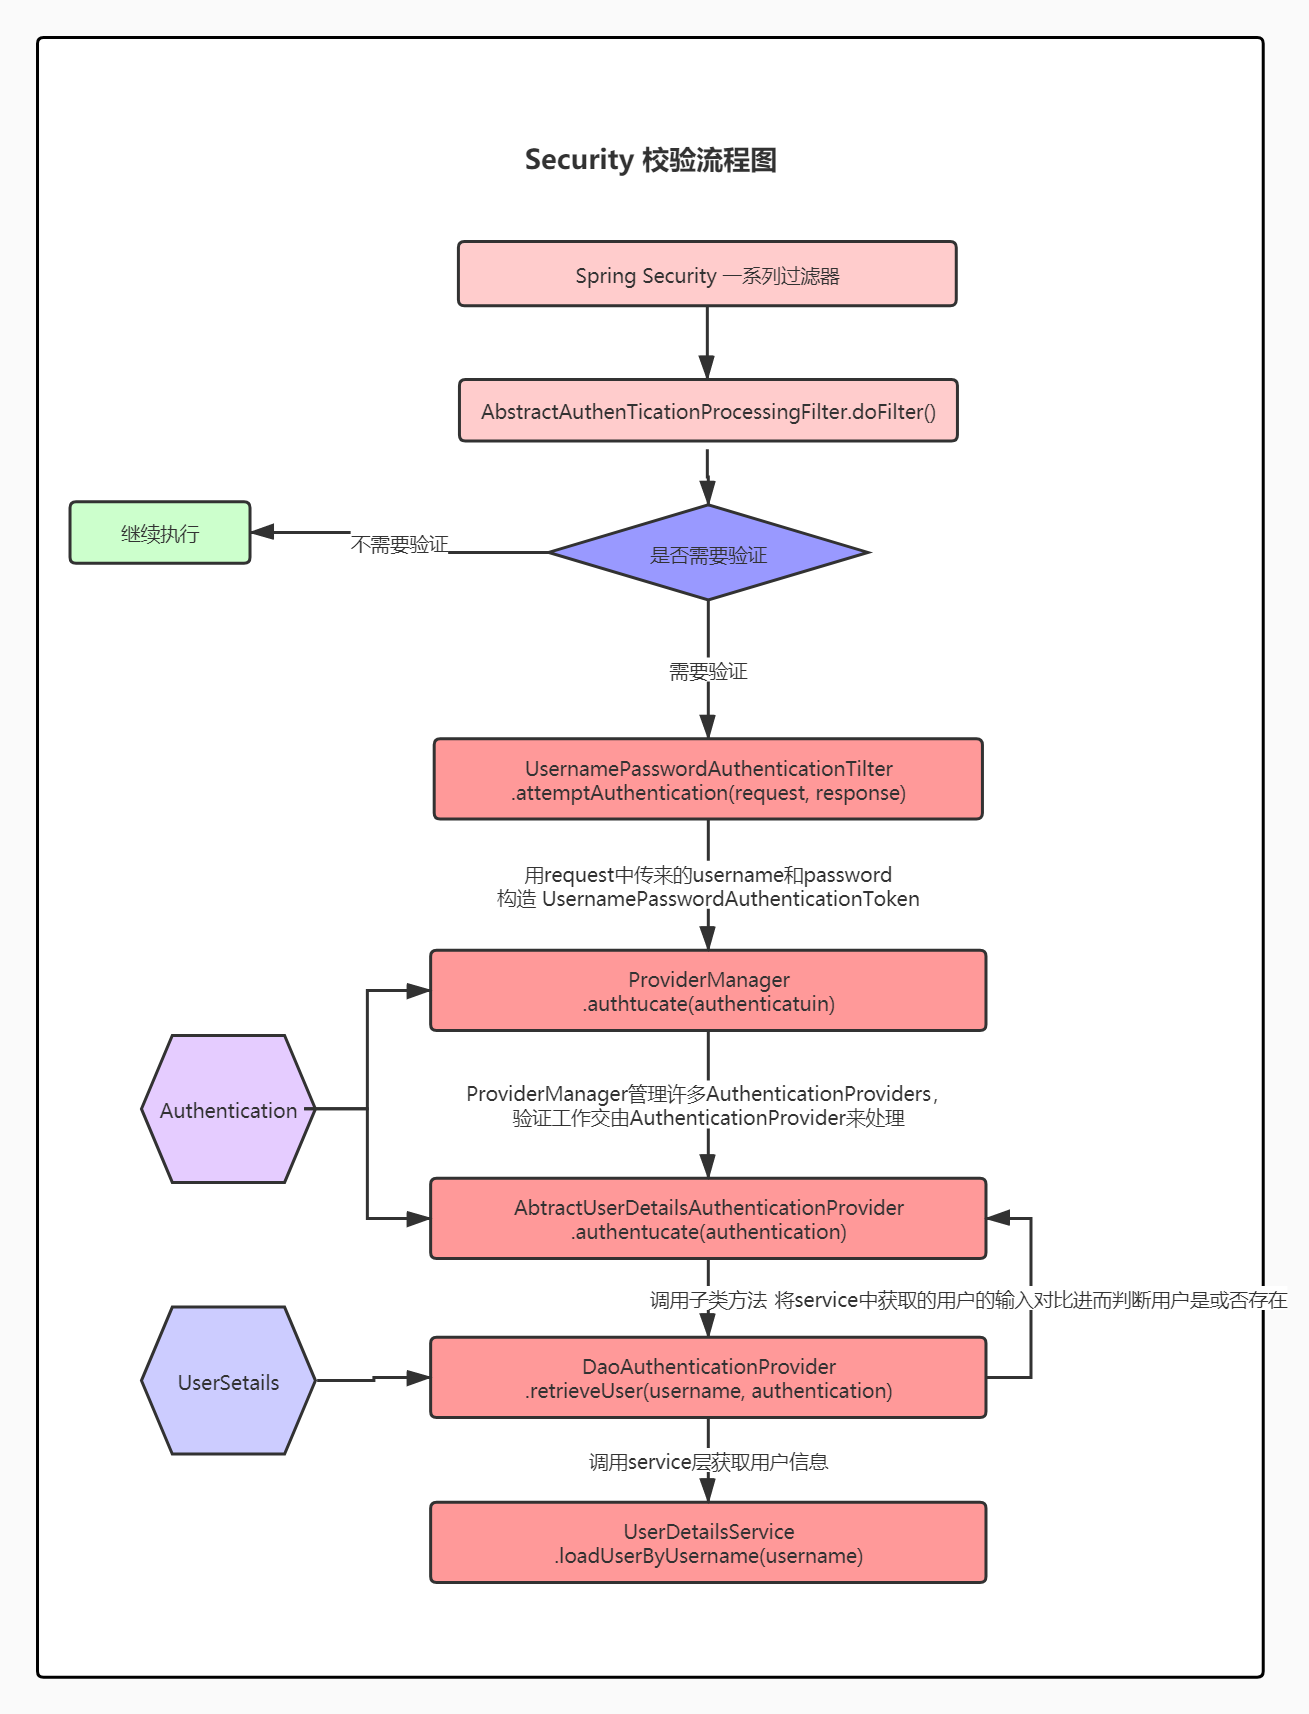 Security 校验流程图
Spring Security 一系列过滤器
AbstractAuthenTicationProcessingFilter.doFilter()
继续执行
不需要验证
是否需要验证
需要验证
UsernamePasswordAuthenticationTilter
.attemptAuthentication(request, response)
用request中传来的username和password
构造 UsernamePasswordAuthenticationToken
ProviderManager
.authtucate(authenticatuin)
Authentication
ProviderManager管理许多AuthenticationProviders，
验证工作交由AuthenticationProvider来处理
AbtractUserDetailsAuthenticationProvider
.authentucate(authentication)
调用子类方法 将service中获取的用户的输入对比进而判断用户是或否存在
UserSetails
DaoAuthenticationProvider
.retrieveUser(username, authentication)
调用service层获取用户信息
UserDetailsService
.loadUserByUsername(username)